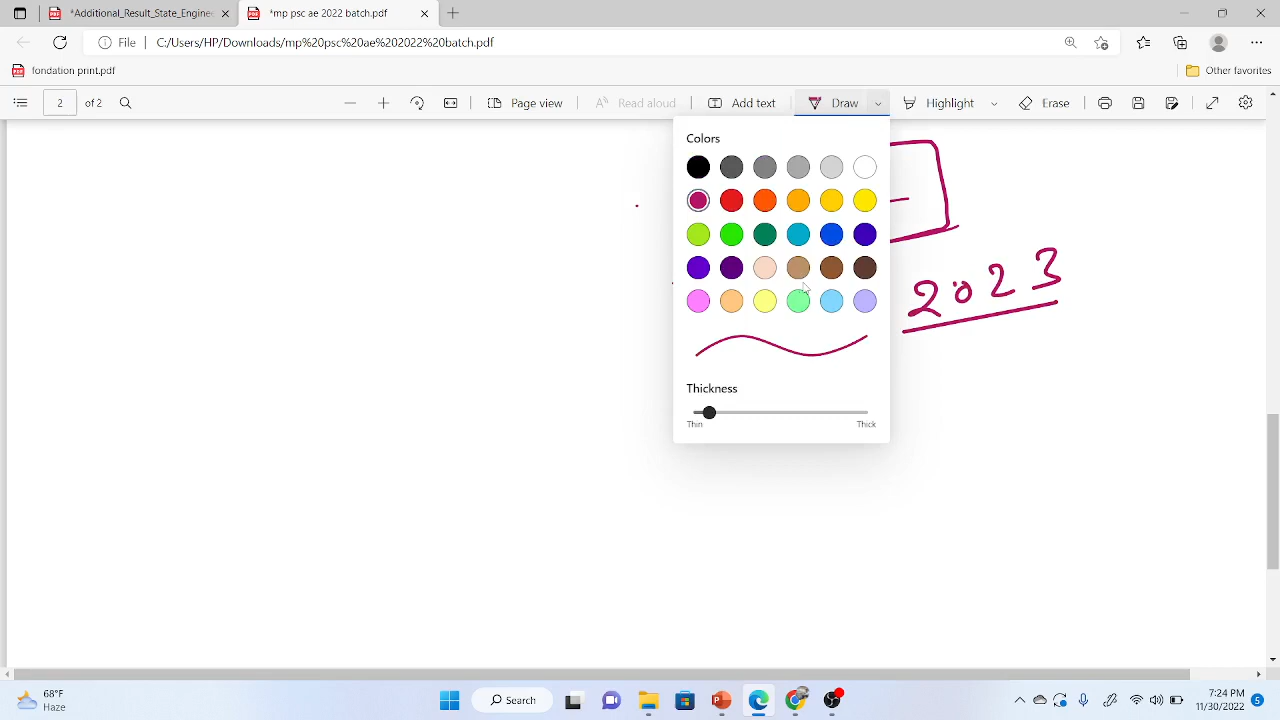 *Additional_Result_State_Engine
*mp psc ae 2022 batch.pdf
File
C:/Users/HP/Downloads/mp%20psc%20ae%202022%20batch.pdf
fondation print.pdf
Other favorites
2
of 2
Page view
Read aloud
Add text
Draw
Highlight
Erase
Colors
2023
Thickness
Thin
Thick
68°F
Haze
Search
7:24 PM
11/30/2022
5